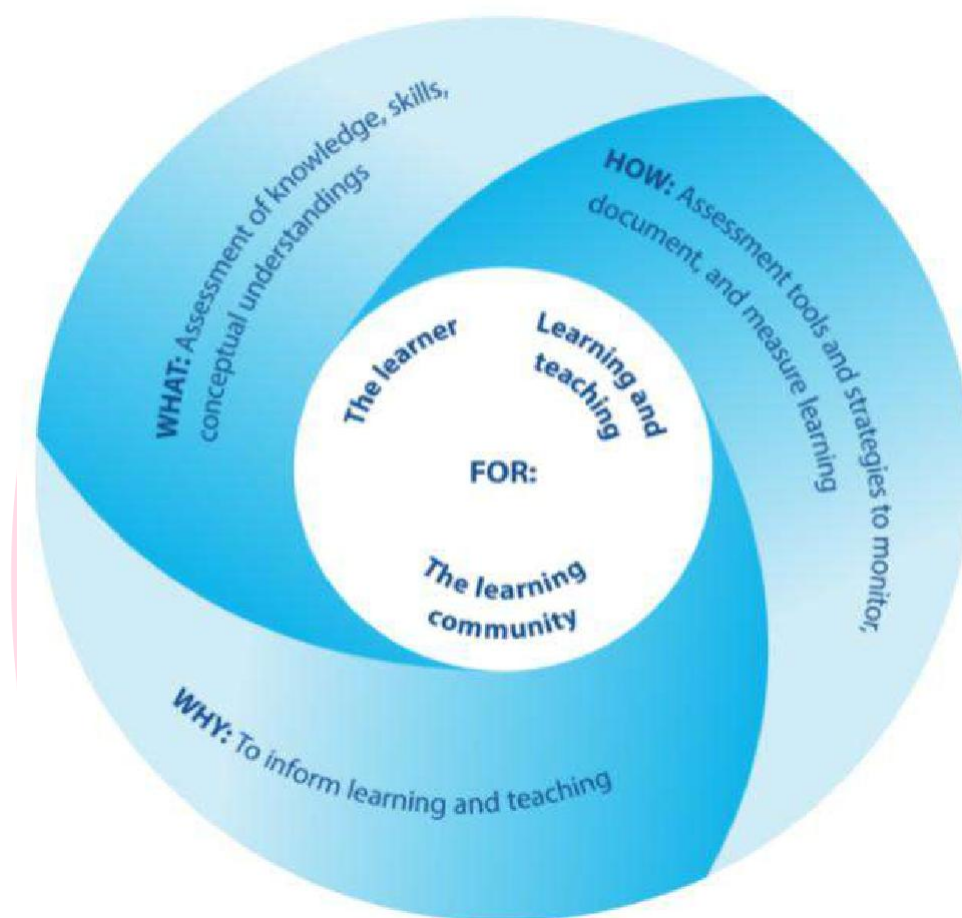 WHAT: Assessment of knowledge, skills,
conceptual understandings
HOW: Assessment tools and strategies to monitor,
document, and measure learning
The learner
Learning and
teaching
FOR:
The learning
community
WHY: To inform learning and teaching